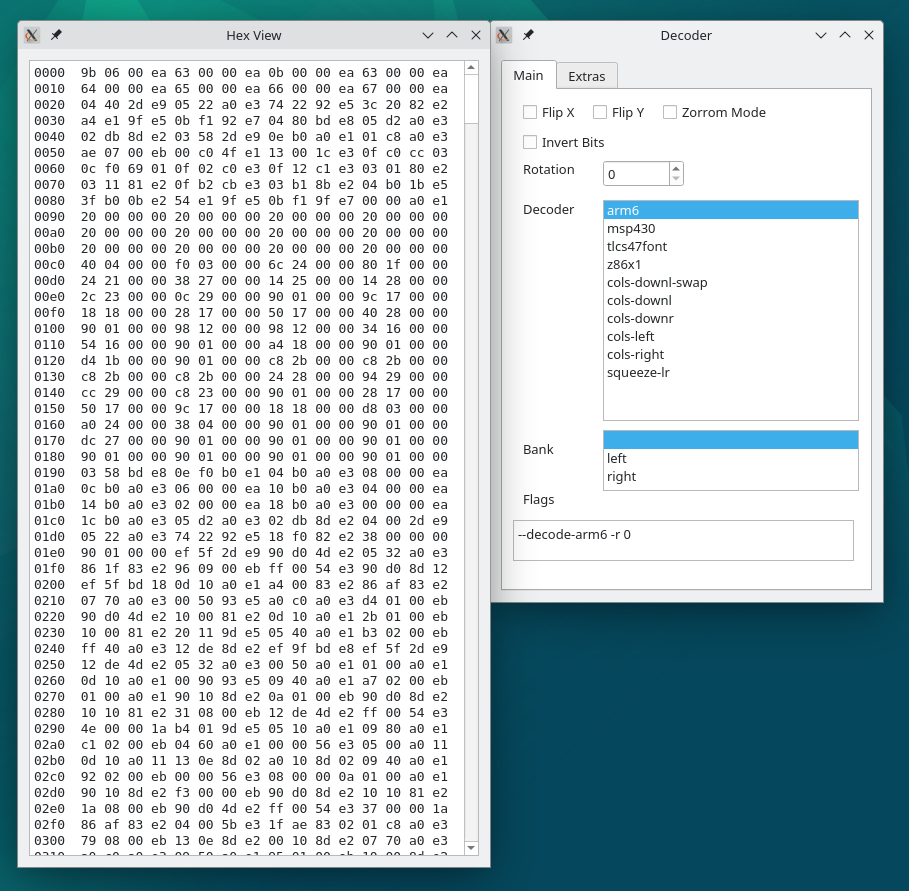 Hex View
0000 9b 06 00 ea 63 00 00 ea 0b 00 00 ea 63 00 00 ea
0010 64 00 00 ea 65 00 00 ea 66 00 00 ea 67 00 00 ea
0020 04 40 2d e9 05 22 a0 e3 74 22 92 e5 3c 20 82 e2
0030 a4 e1 9f e5 0b f1 92 e7 04 80 bd e8 05 d2 a0 e3
0040 02 db 8d e2 03 58 2d e9 0e b0 a0 e1 01 c8 a0 e3
0050 ae 07 00 eb 00 c0 4f e1 13 00 1c e3 0f c0 cc 03
0060 0c f0 69 01 0f 02 c0 e3 0f 12 c1 e3 03 01 80 e2
0070 03 11 81 e2 0f b2 cb e3 03 b1 8b e2 04 b0 1b e5
0080 3f b0 0b e2 54 e1 9f e5 0b f1 9f e7 00 00 a0 e1
0090 20 00 00 00 20 00 00 00 20 00 00 00 20 00 00 00
00a0 20 00 00 00 20 00 00 00 20 00 00 00 20 00 00 00
00b0 20 00 00 00 20 00 00 00 20 00 00 00 20 00 00 00
00c0 40 04 00 00 f0 03 00 00 6c 24 00 00 80 1f 00 00
00d0 24 21 00 00 38 27 00 00 14 25 00 00 14 28 00 00
00e0 2c 23 00 00 0c 29 00 00 90 01 00 00 9c 17 00 00
00f0 18 18 00 00 28 17 00 00 50 17 00 00 40 28 00 00
0100 90 01 00 00 98 12 00 00 98 12 00 00 34 16 00 00
0110 54 16 00 00 90 01 00 00 a4 18 00 00 90 01 00 00
0120 d4 1b 00 00 90 01 00 00 c8 2b 00 00 c8 2b 00 00
0130 c8 2b 00 00 c8 2b 00 00 24 28 00 00 94 29 00 00
0140 cc 29 00 00 c8 23 00 00 90 01 00 00 28 17 00 00
0150 50 17 00 00 9c 17 00 00 18 18 00 00 d8 03 00 00
0160 a0 24 00 00 38 04 00 00 90 01 00 00 90 01 00 00
0170 dc 27 00 00 90 01 00 00 90 01 00 00 90 01 00 00
0180 90 01 00 00 90 01 00 00 90 01 00 00 90 01 00 00
0190 03 58 bd e8 0e f0 b0 e1 04 b0 a0 e3 08 00 00 ea
01a0 0c b0 a0 e3 06 00 00 ea 10 b0 a0 e3 04 00 00 ea
01b0 14 b0 a0 e3 02 00 00 ea 18 b0 a0 e3 00 00 00 ea
01c0 1c b0 a0 e3 05 d2 a0 e3 02 db 8d e2 04 00 2d e9
01d0 05 22 a0 e3 74 22 92 e5 18 f0 82 e2 38 00 00 00
01e0 90 01 00 00 ef 5f 2d e9 90 d0 4d e2 05 32 a0 e3
01f0 86 1f 83 e2 96 09 00 eb ff 00 54 e3 90 d0 8d 12
0200 ef 5f bd 18 0d 10 a0 e1 a4 00 83 e2 86 af 83 e2
0210 07 70 a0 e3 00 50 93 e5 a0 c0 a0 e3 d4 01 00 eb
0220 90 d0 4d e2 10 00 81 e2 0d 10 a0 e1 2b 01 00 eb
0230 10 00 81 e2 20 11 9d e5 05 40 a0 e1 b3 02 00 eb
0240 ff 40 a0 e3 12 de 8d e2 ef 9f bd e8 ef 5f 2d e9
0250 12 de 4d e2 05 32 a0 e3 00 50 a0 e1 01 00 a0 e1
0260 0d 10 a0 e1 00 90 93 e5 09 40 a0 e1 a7 02 00 eb
0270 01 00 a0 e1 90 10 8d e2 0a 01 00 eb 90 d0 8d e2
0280 10 10 81 e2 31 08 00 eb 12 de 4d e2 ff 00 54 e3
0290 4e 00 00 1a b4 01 9d e5 05 10 a0 e1 09 80 a0 e1
02a0 c1 02 00 eb 04 60 a0 e1 00 00 56 e3 05 00 a0 11
02b0 0d 10 a0 11 13 0e 8d 02 a0 10 8d 02 09 40 a0 e1
02c0 92 02 00 eb 00 00 56 e3 08 00 00 0a 01 00 a0 e1
02d0 90 10 8d e2 f3 00 00 eb 90 d0 8d e2 10 10 81 e2
02e0 1a 08 00 eb 90 d0 4d e2 ff 00 54 e3 37 00 00 1a
02f0 86 af 83 e2 04 00 5b e3 1f ae 83 02 01 c8 a0 e3
0300 79 08 00 eb 13 0e 8d e2 00 10 8d e2 07 70 a0 e3
Decoder
Main Extras
Flip X Flip Y Zorrom Mode
Invert Bits
Rotation 0
Decoder
arm6
msp430
tlcs47font
z86x1
cols-downl-swap
cols-downl
cols-downr
cols-left
cols-right
squeeze-lr
Bank
left
right
Flags
--decode-arm6 -r 0